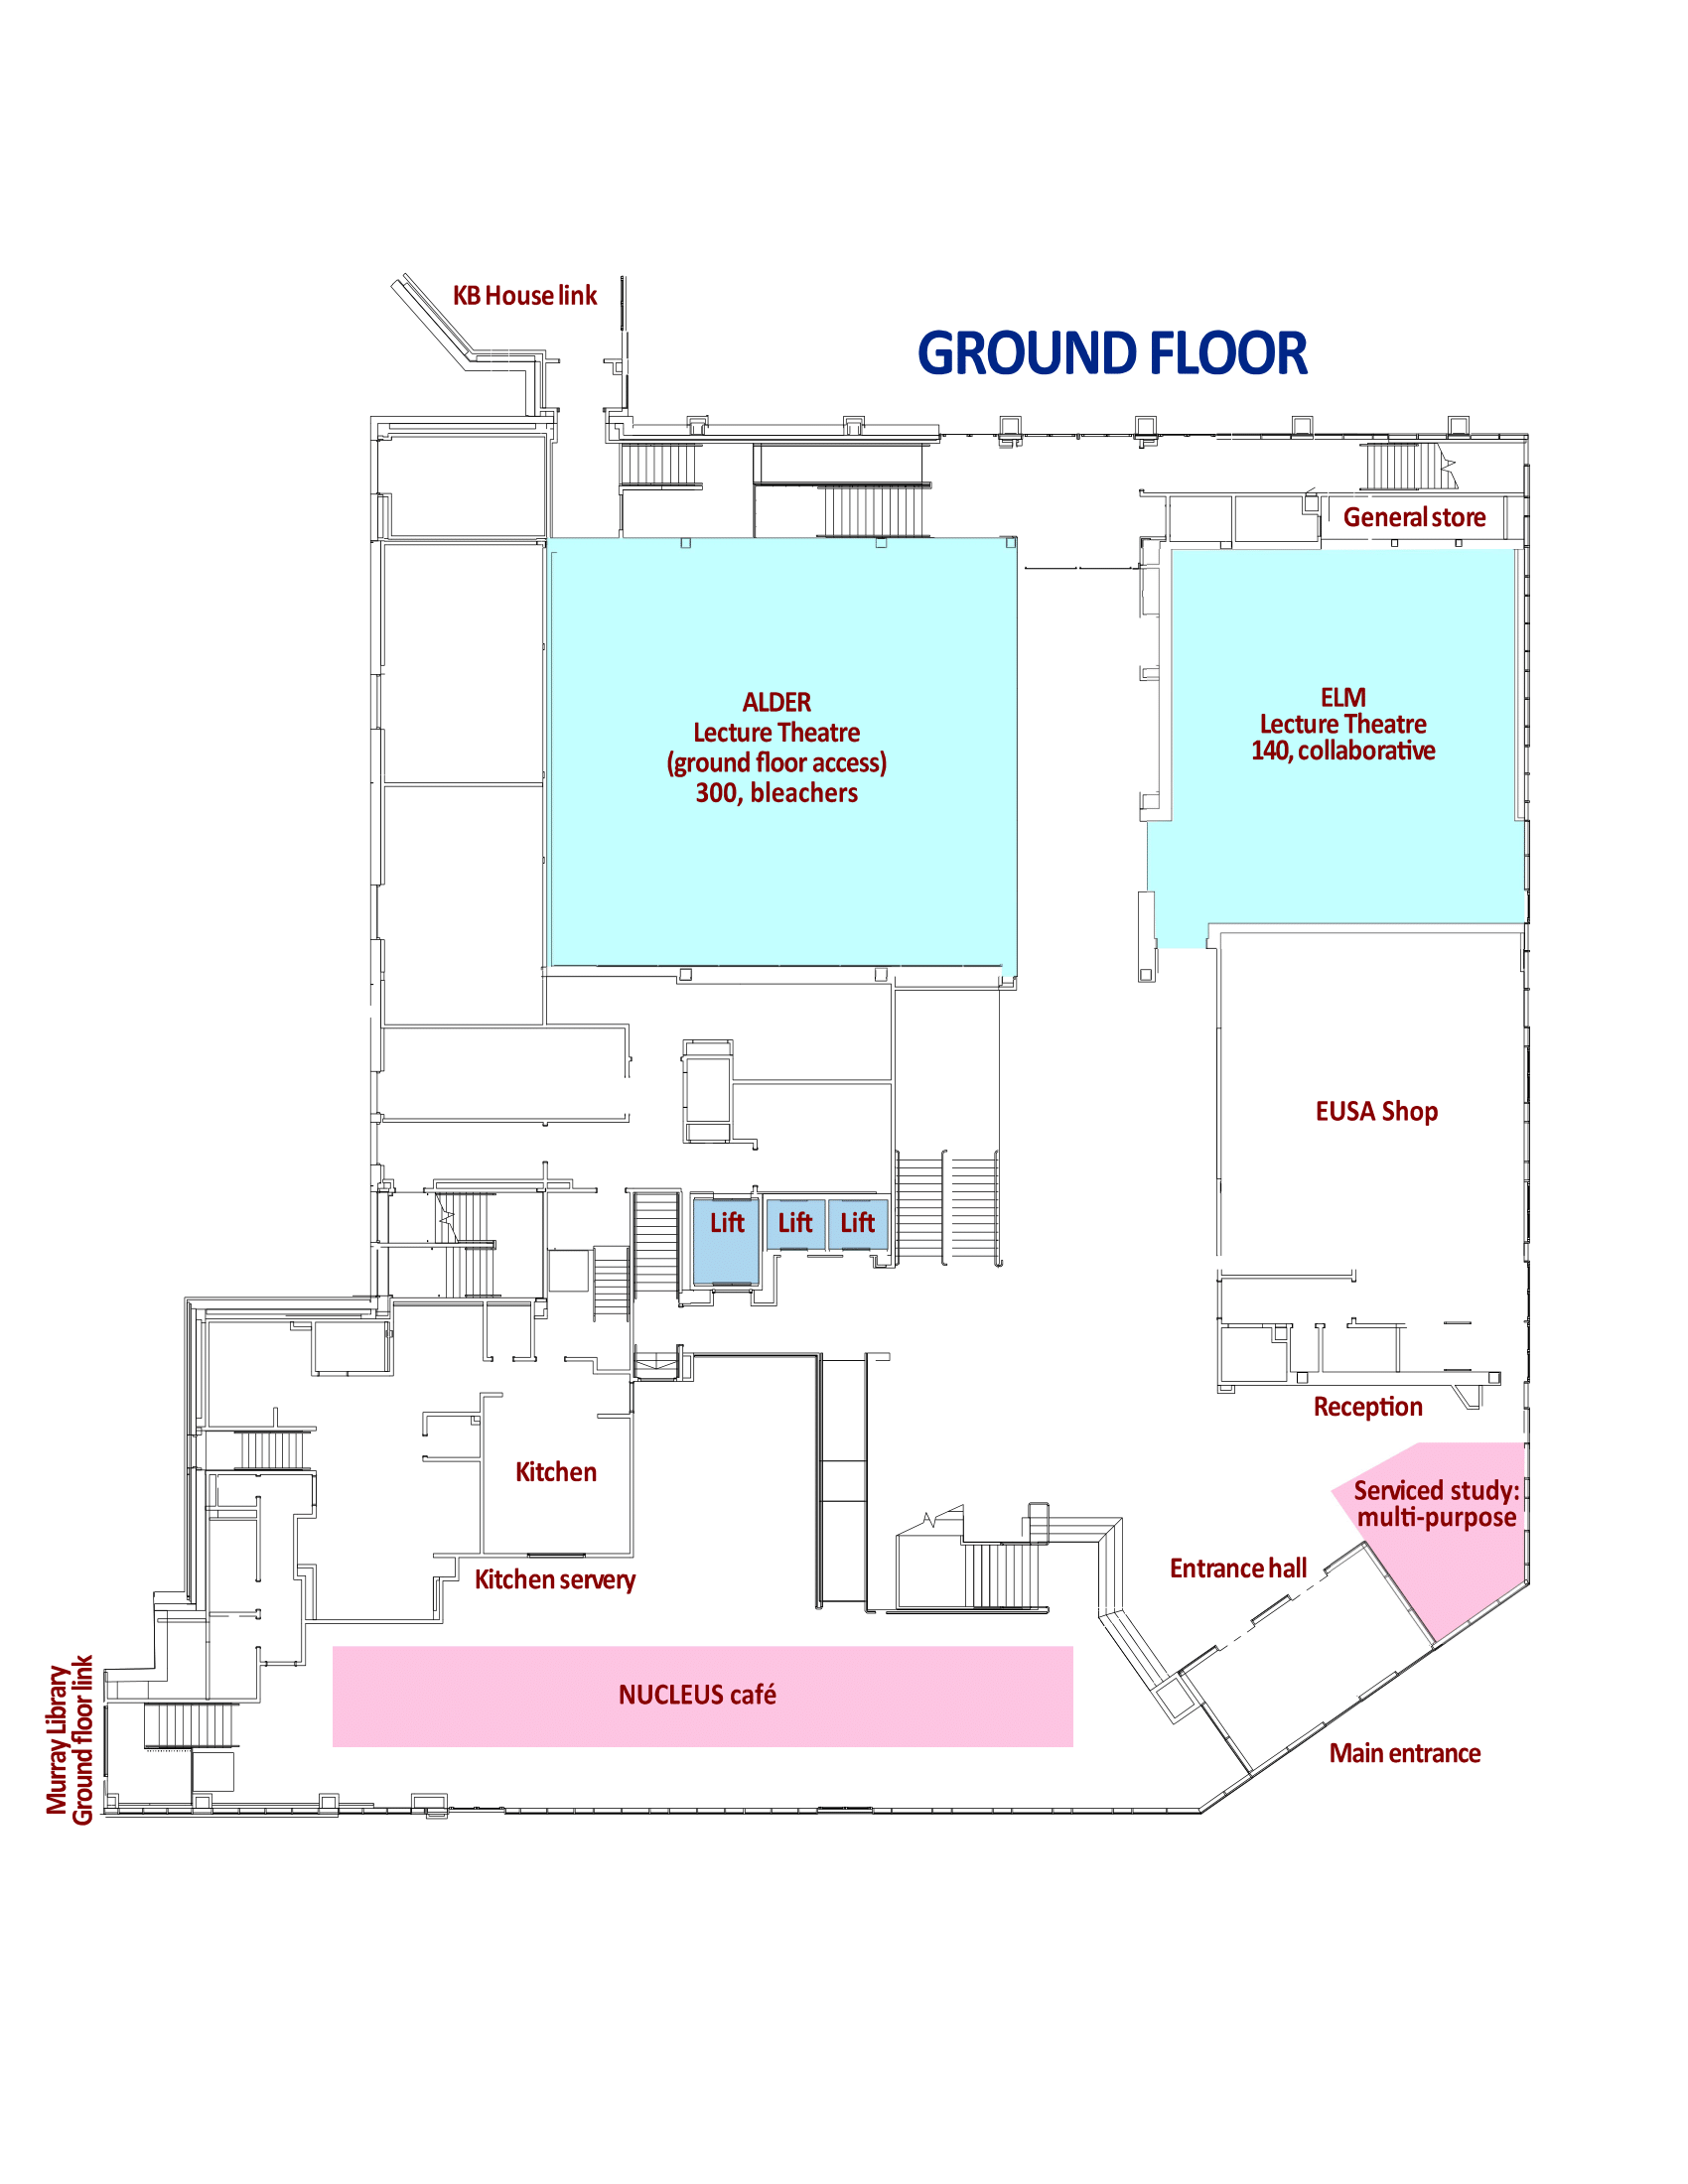 KB House link
GROUND FLOOR
General store
ALDER
Lecture Theatre
(ground floor access)
300, bleachers
ELM
Lecture Theatre
140, collaborative
EUSA Shop
Lift
Lift
Lift
Reception
Kitchen
Serviced study:
multi-purpose
Entrance hall
Kitchen servery
NUCLEUS café
Murray Library
Ground floor link
Main entrance